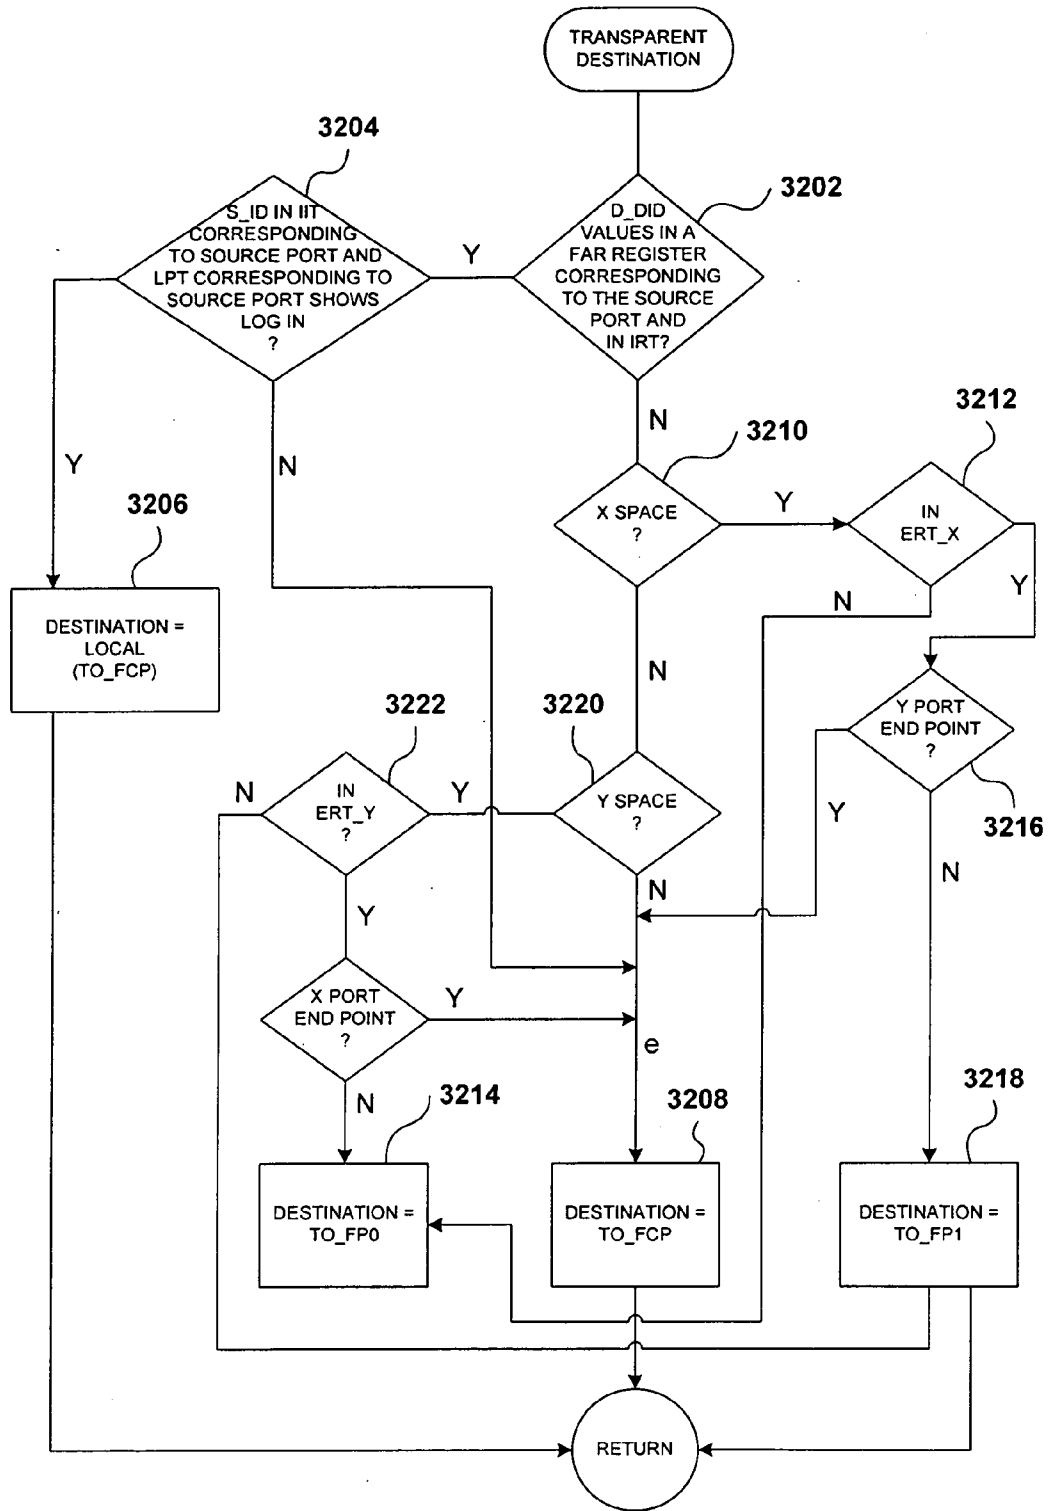 TRANSPARENT
DESTINATION
3204
3202
S_ID IN IIT
CORRESPONDING
TO SOURCE PORT AND
LPT CORRESPONDING TO
SOURCE PORT SHOWS
LOG IN
?
Y
D_DID
VALUES IN A
FAR REGISTER
CORRESPONDING
TO THE SOURCE
PORT AND
IN IRT?
N
3212
3210
Y
N
X SPACE
?
Y
IN
ERT_X
3206
N
Y
DESTINATION =
LOCAL
(TO_FCP)
N
3222
3220
Y PORT
END POINT
?
N
IN
ERT_Y
?
Y
Y SPACE
?
Y
3216
N
N
Y
X PORT
END POINT
?
Y
e
N
3214
3208
3218
DESTINATION =
TO_FP0
DESTINATION =
TO_FCP
DESTINATION =
TO_FP1
RETURN